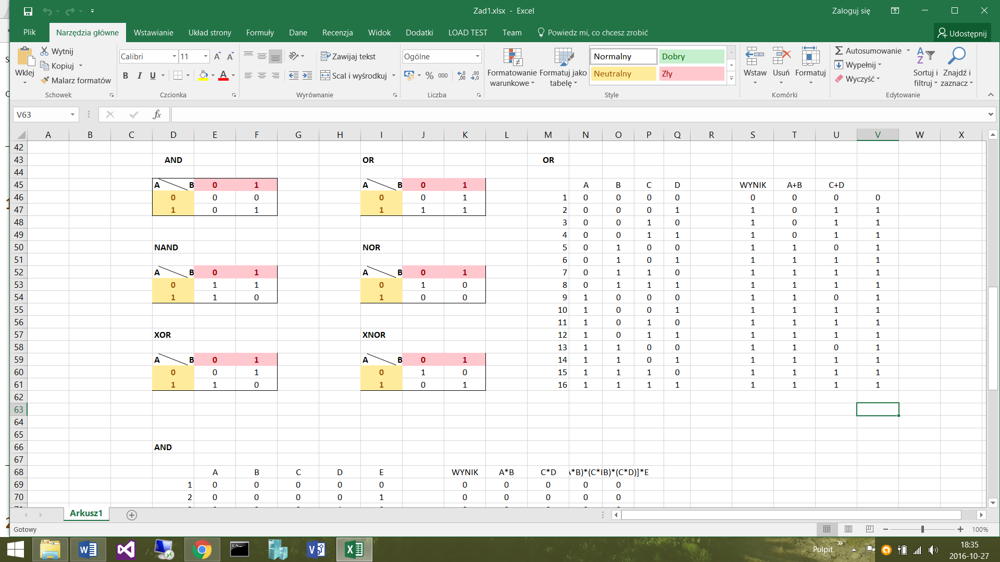 Zad1.xlsx - Excel
Zaloguj się
Plik Narzędzia główne Wstawianie Układ strony Formuły Dane Recenzja Widok Dodatki LOAD TEST Team Powiedz mi, co chcesz zrobić Udostępnij
Wklej
Wytnij
Kopiuj
Malarz formatów
Schowek
Calibri 11
B I U
Czcionka
Zawijaj tekst
Scal i wyśrodkuj
Wyrównanie
Ogólne
% 000
Liczba
Formatowanie warunkowe
Formatuj jako tabelę
Normalny Dobry
Neutralny Zły
Style
Wstaw Usuń Formatuj
Komórki
Autosumowanie
Wypełnij
Wyczyść
Sortuj i filtruj
Znajdź i zaznacz
Edytowanie
V63 fx
A B C D E F G H I J K L M N O P Q R S T U V W X
42
43 AND OR OR
44
45 A B 0 1 A B 0 1 A B C D WYNIK A+B C+D
46 0 0 0 0 0 1 1 0 0 0 0 0 0 0 0
47 1 0 1 1 1 1 2 0 0 0 1 1 0 1 1
48 3 0 0 1 0 1 0 1 1
49 4 0 0 1 1 1 0 1 1
50 NAND NOR 5 0 1 0 0 1 1 0 1
51 6 0 1 0 1 1 1 1 1
52 A B 0 1 A B 0 1 7 0 1 1 0 1 1 1 1
53 0 1 1 0 1 0 8 0 1 1 1 1 1 1 1
54 1 1 0 1 0 0 9 1 0 0 0 1 1 0 1
55 10 1 0 0 1 1 1 1 1
56 11 1 0 1 0 1 1 1 1
57 XOR XNOR 12 1 0 1 1 1 1 1 1
58 13 1 1 0 0 1 1 0 1
59 A B 0 1 A B 0 1 14 1 1 0 1 1 1 1 1
60 0 0 1 0 1 0 15 1 1 1 0 1 1 1 1
61 1 1 0 1 0 1 16 1 1 1 1 1 1 1 1
62
63
64
65
66 AND
67
68 A B C D E WYNIK A*B C*D A*B)*(C*D B)*(C*D)]*E
69 1 0 0 0 0 0 0 0 0 0 0
70 2 0 0 0 0 1 0 0 0 0 0
Arkusz1
Gotowy
100%
Pulpit
18:35
2016-10-27